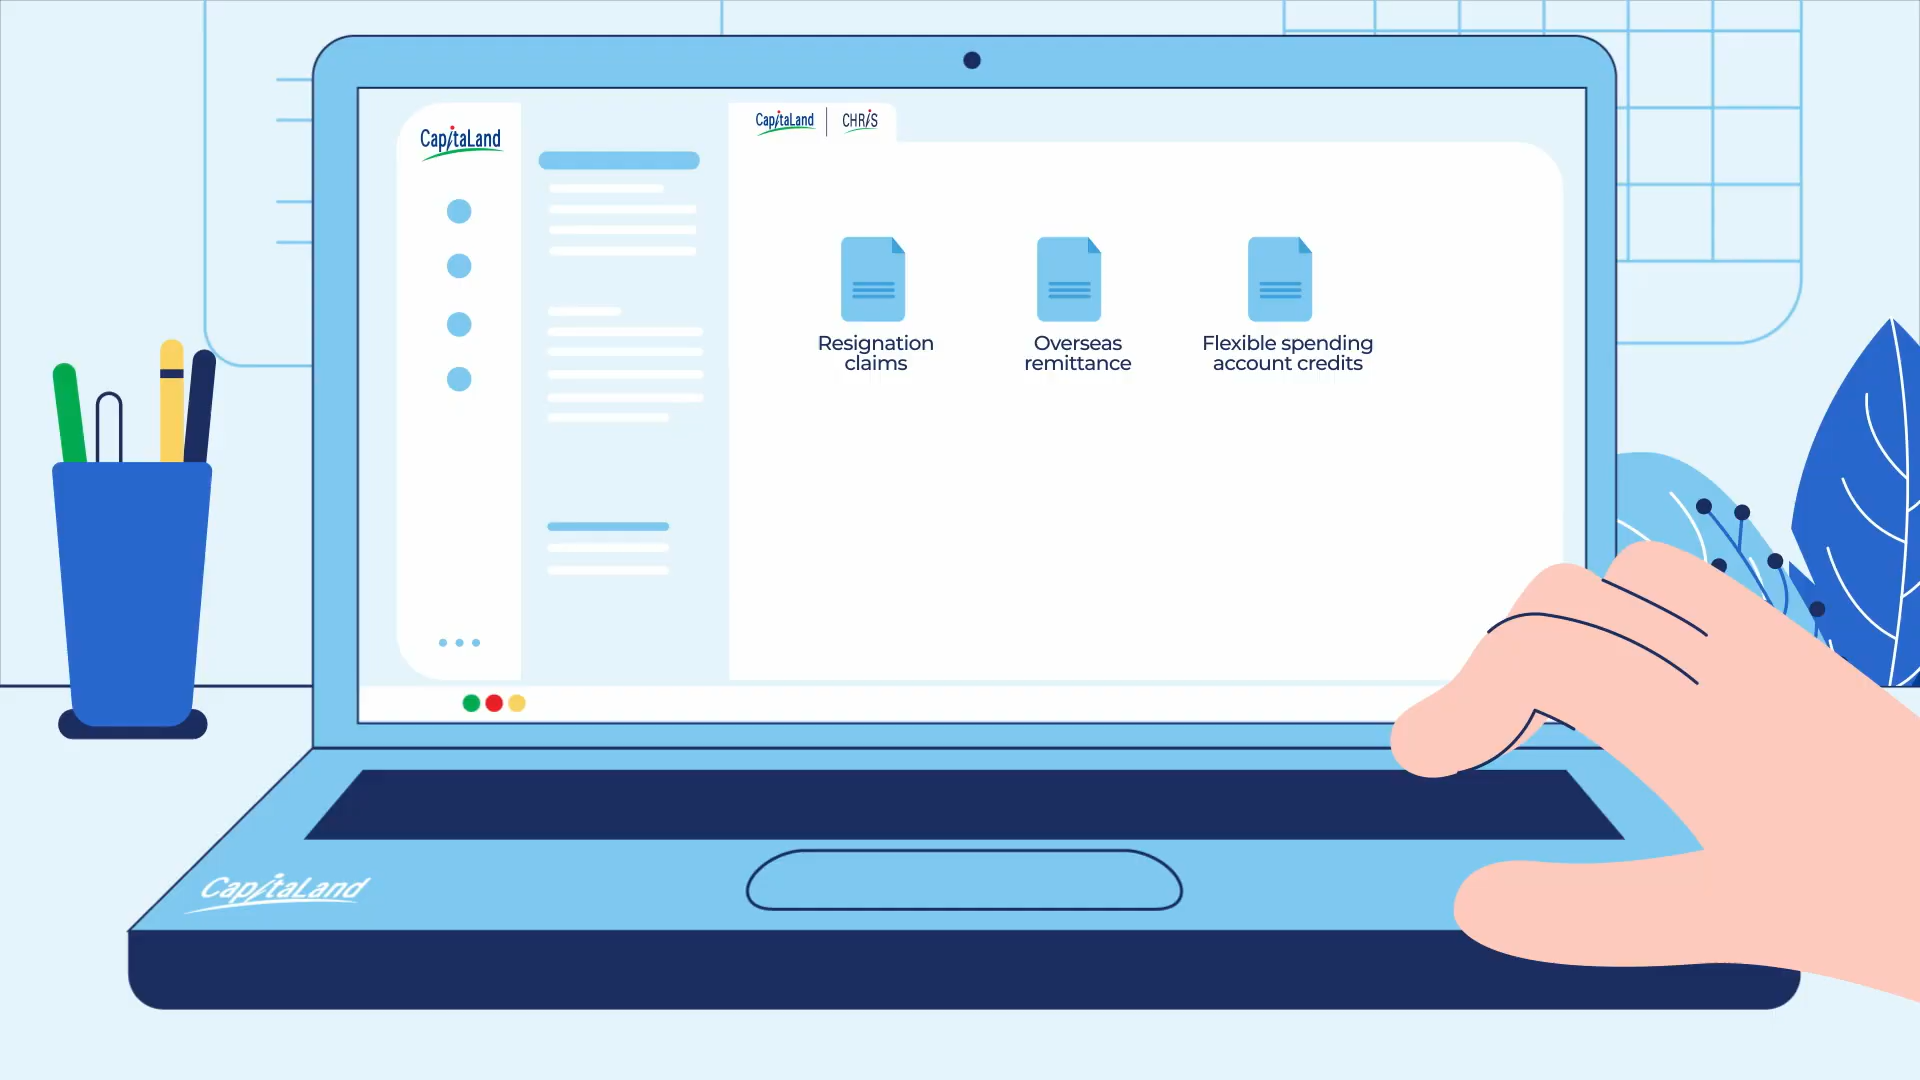 CapitaLand
CapitaLand | CHRIS
Resignation
claims
Overseas
remittance
Flexible spending
account credits
CapitaLand